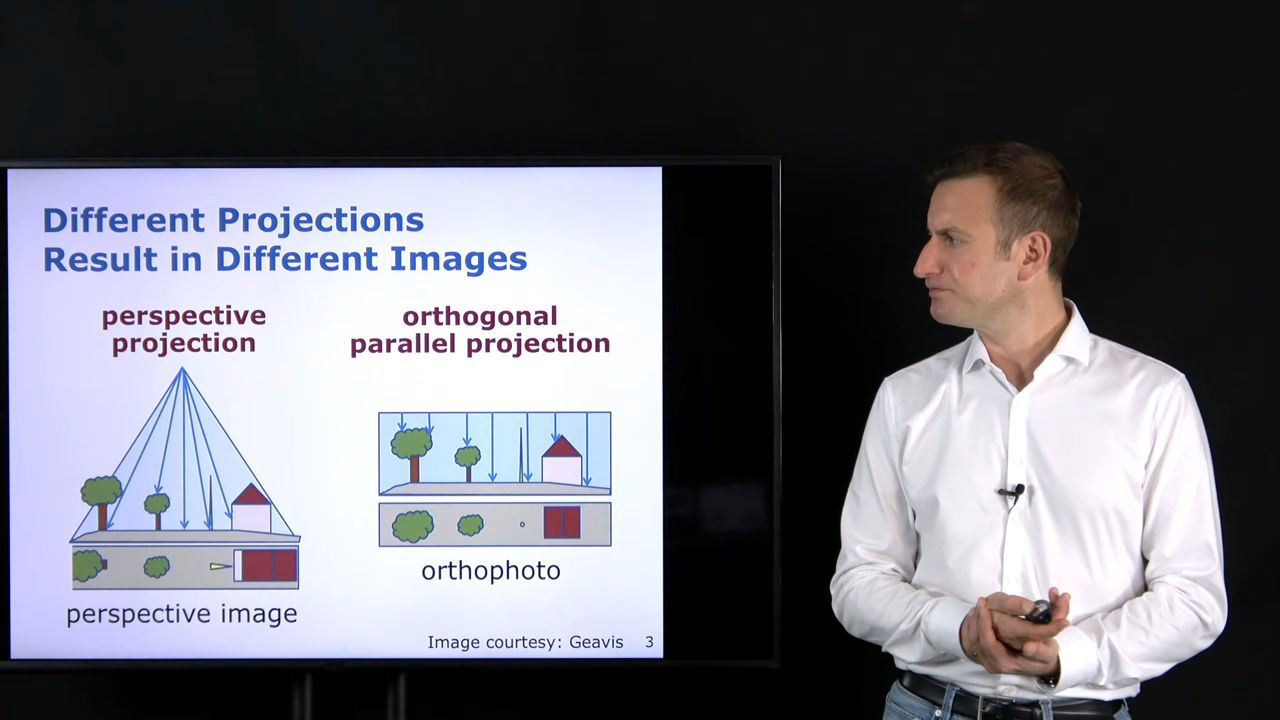 Different Projections
Result in Different Images
perspective
projection
orthogonal
parallel projection
perspective image
orthophoto
Image courtesy: Geavis 3